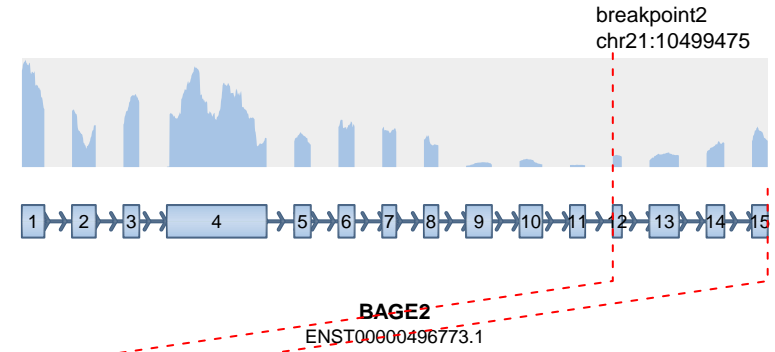 breakpoint2
chr21:10499475
1 2 3 4 5 6 7 8 9 10 11 12 13 14 15
BAGE2
ENST00000496773.1